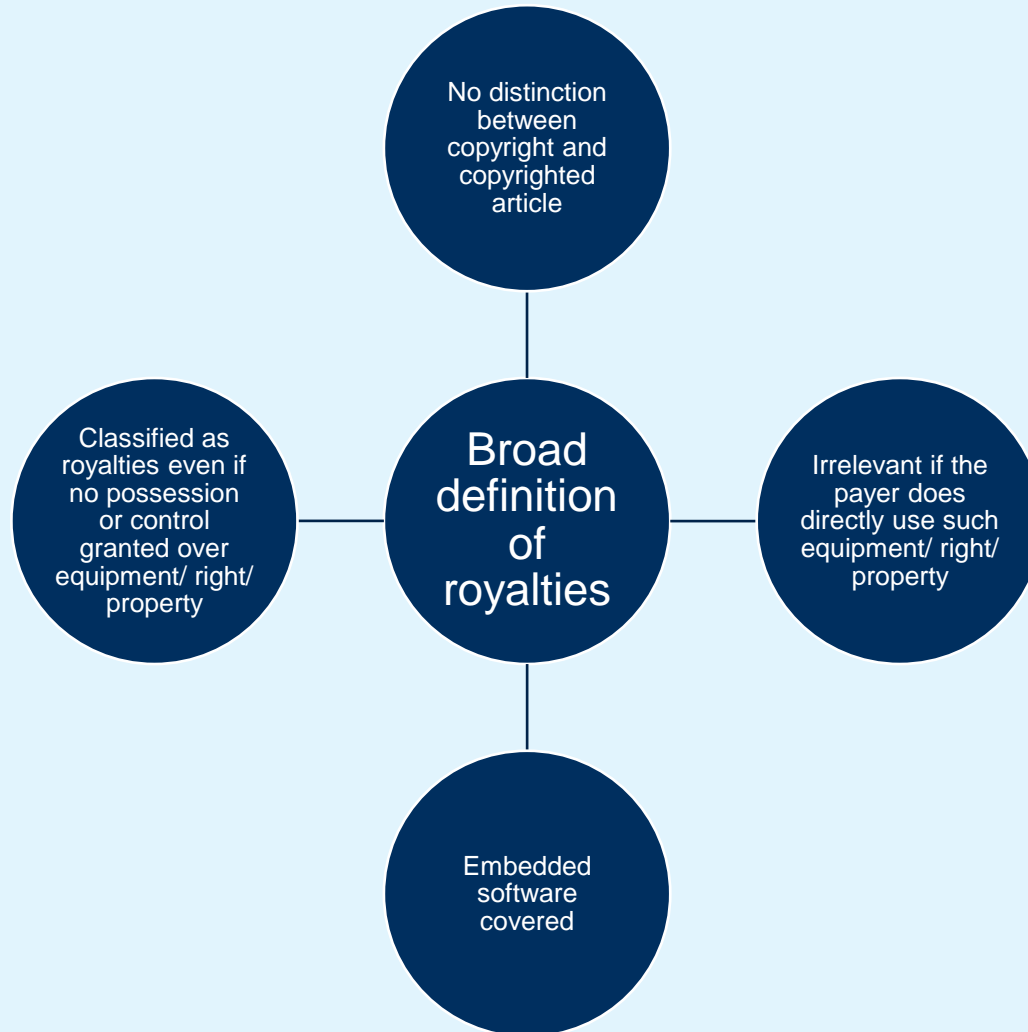 No distinction
between
copyright and
copyrighted
article
Classified as
royalties even if
no possession
or control
granted over
equipment/ right/
property
Broad
definition
of
royalties
Irrelevant if the
payer does
directly use such
equipment/ right/
property
Embedded
software
covered